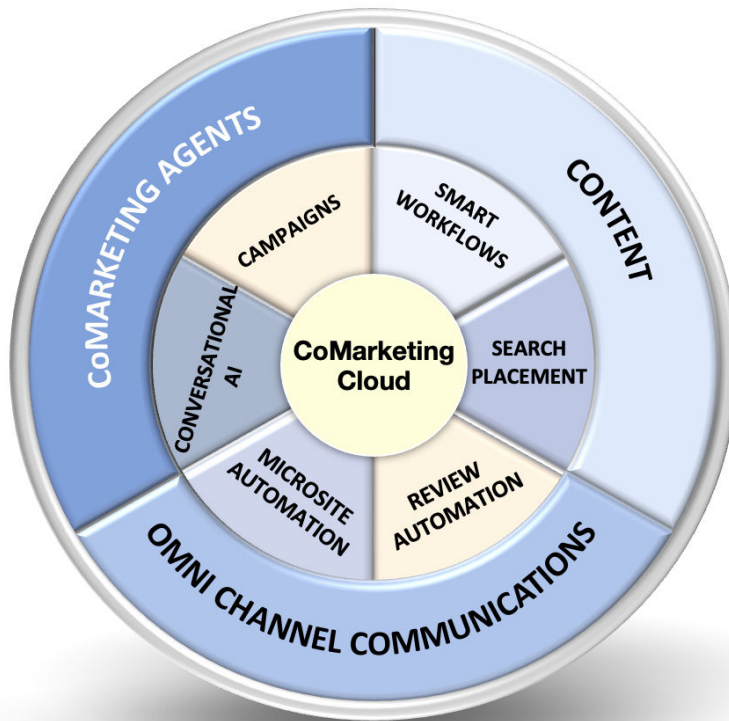 CoMARKETING AGENTS
CONTENT
OMNI CHANNEL COMMUNICATIONS
CAMPAIGNS
SMART
WORKFLOWS
SEARCH
PLACEMENT
REVIEW
AUTOMATION
MICROSITE
AUTOMATION
CONVERSATIONAL
AI
CoMarketing
Cloud